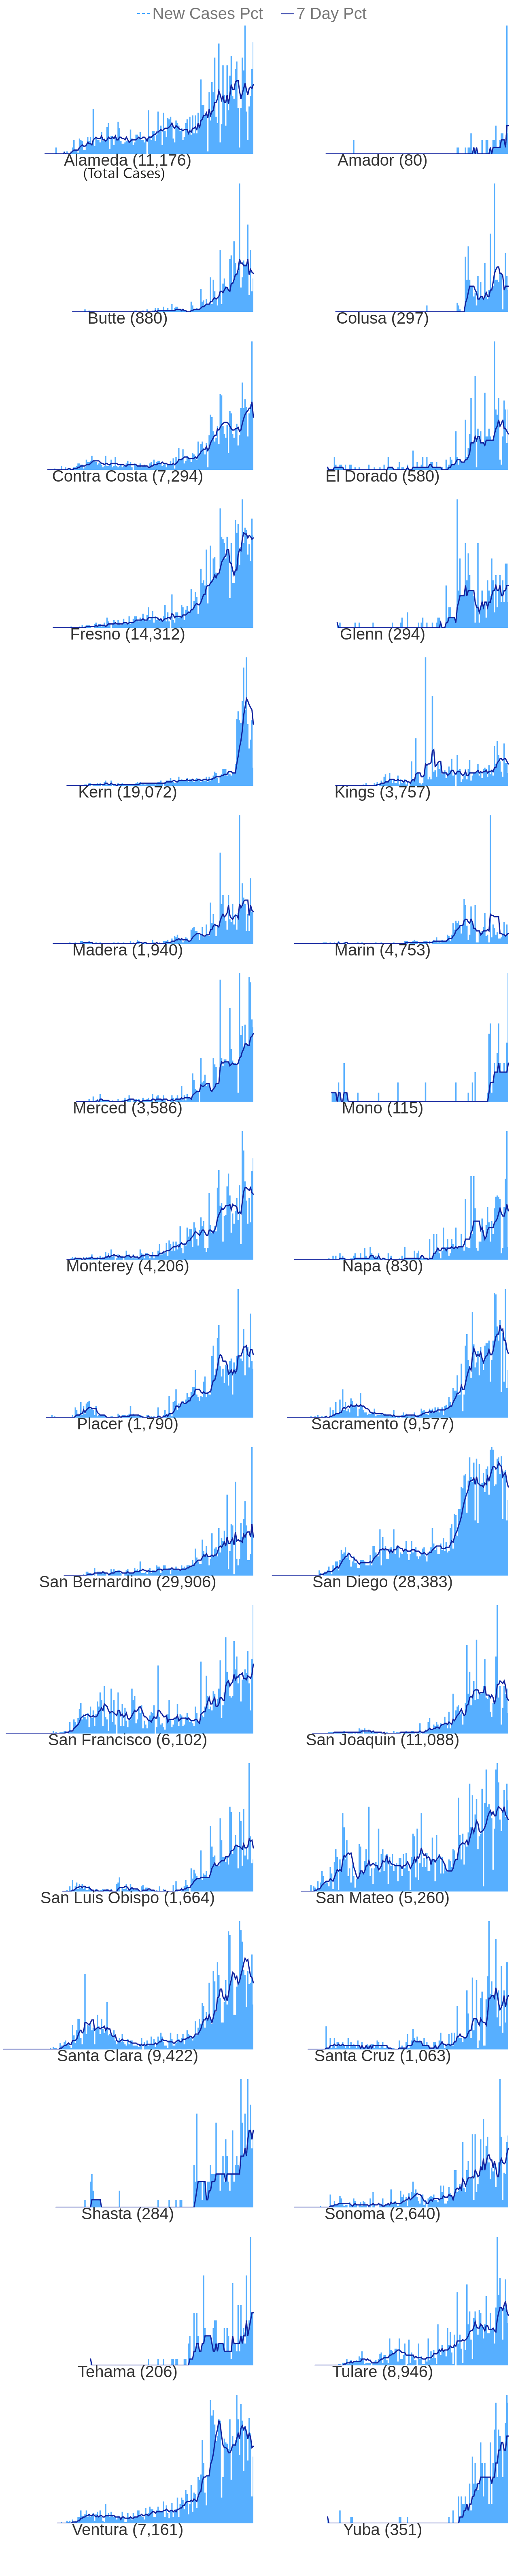 New Cases Pct 7 Day Pct
Alameda (11,176) Amador (80)
(Total Cases)
Butte (880) Colusa (297)
Contra Costa (7,294) El Dorado (580)
Fresno (14,312) Glenn (294)
Kern (19,072) Kings (3,757)
Madera (1,940) Marin (4,753)
Merced (3,586) Mono (115)
Monterey (4,206) Napa (830)
Placer (1,790) Sacramento (9,577)
San Bernardino (29,906) San Diego (28,383)
San Francisco (6,102) San Joaquin (11,088)
San Luis Obispo (1,664) San Mateo (5,260)
Santa Clara (9,422) Santa Cruz (1,063)
Shasta (284) Sonoma (2,640)
Tehama (206) Tulare (8,946)
Ventura (7,161) Yuba (351)